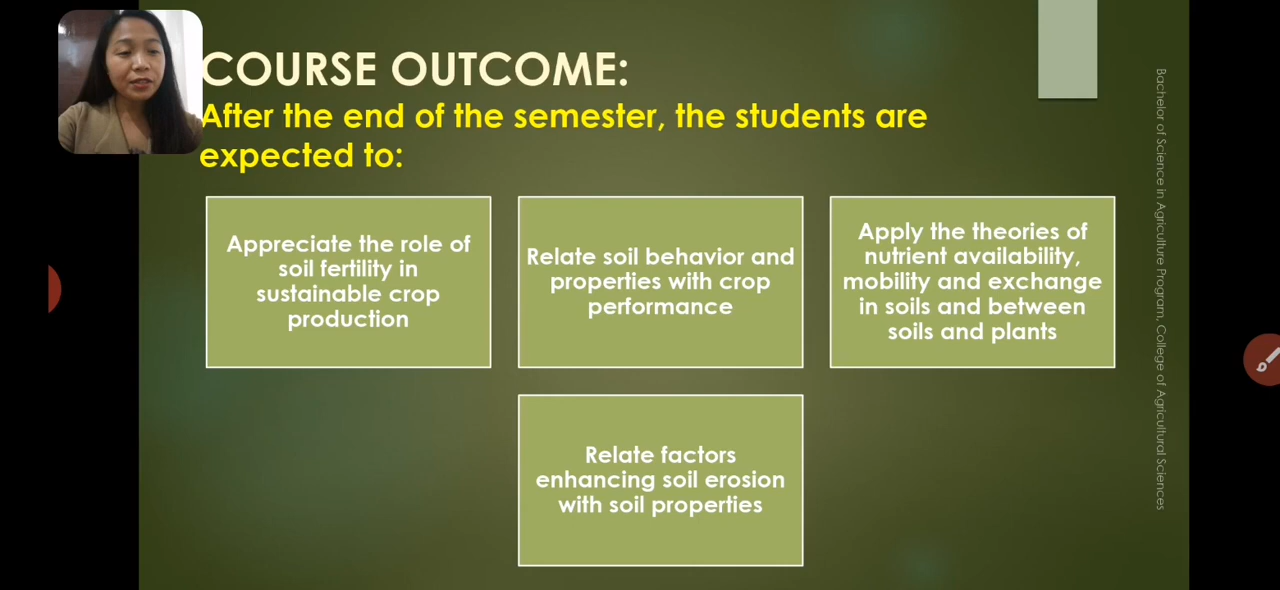 COURSE OUTCOME:
After the end of the semester, the students are
expected to:
Appreciate the role of
soil fertility in
sustainable crop
production
Relate soil behavior and
properties with crop
performance
Apply the theories of
nutrient availability,
mobility and exchange
in soils and between
soils and plants
Relate factors
enhancing soil erosion
with soil properties
Bachelor of Science in Agriculture Program, College of Agricultural Sciences